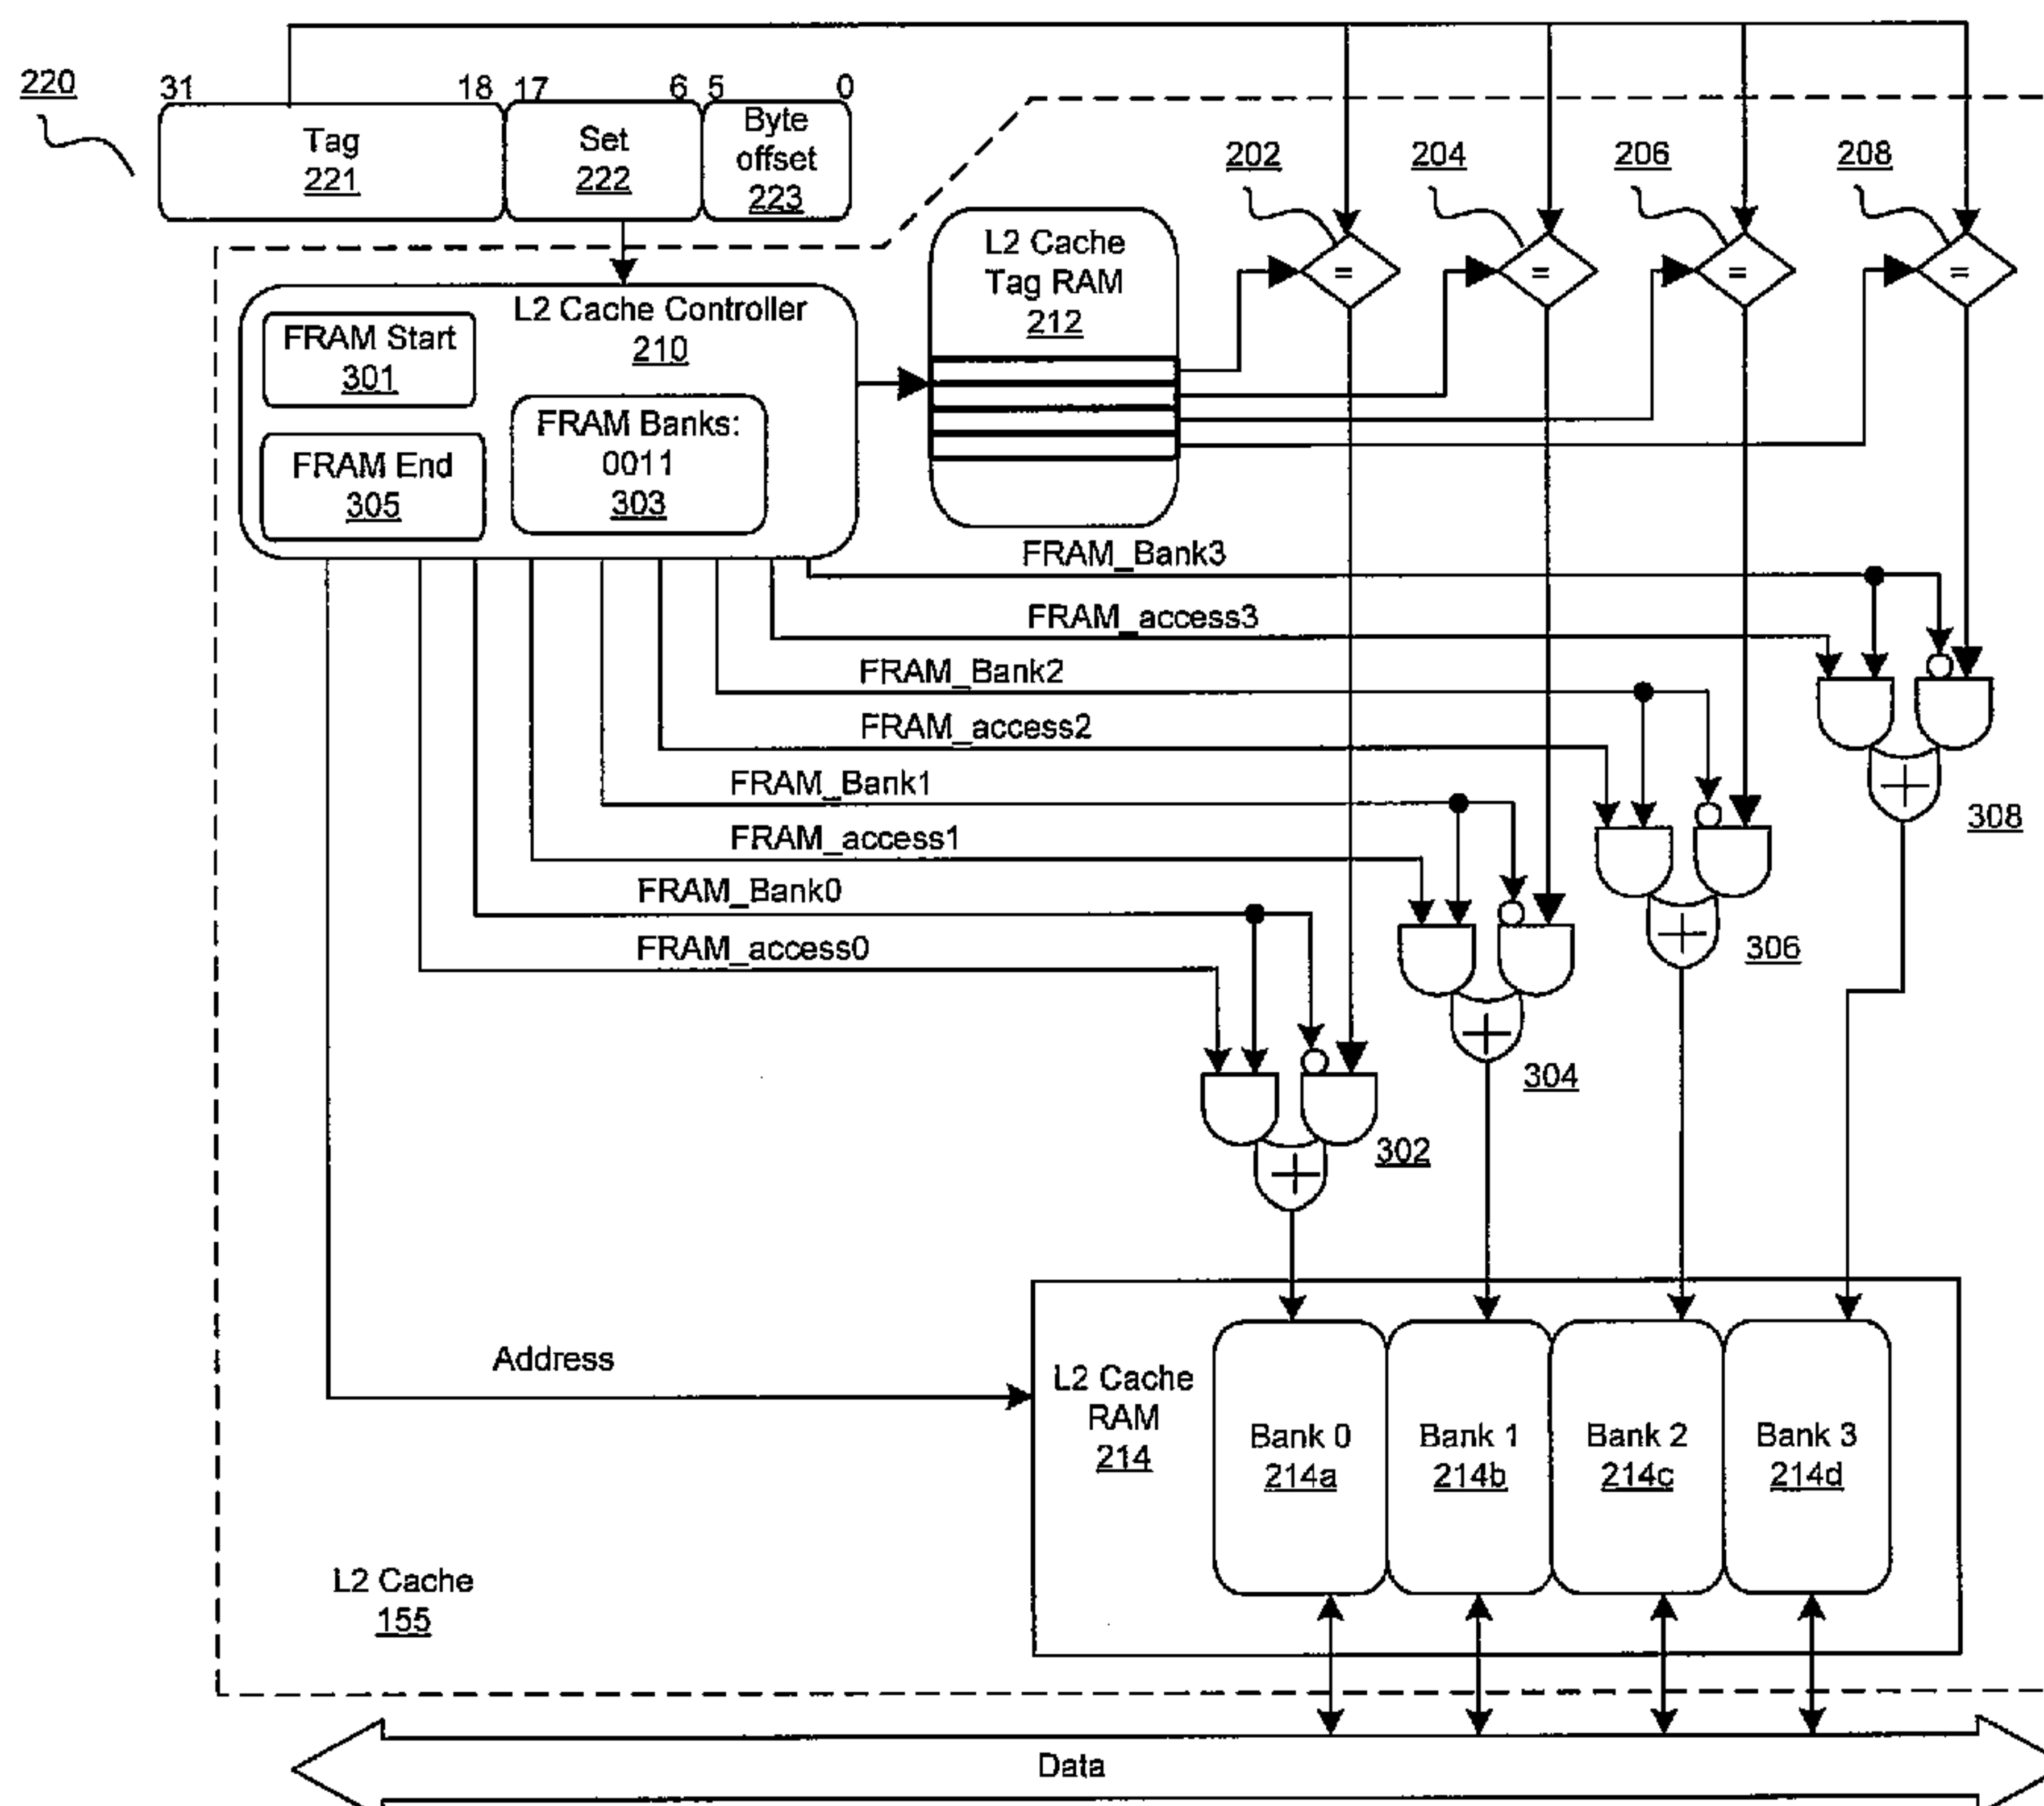 220
31 18 17 6 5 0
Tag
221
Set
222
Byte
offset
223
202
204
206
208
=
=
=
=
L2 Cache Controller
210
FRAM Start
301
FRAM End
305
FRAM Banks:
0011
303
L2 Cache
Tag RAM
212
FRAM_Bank3
FRAM_access3
FRAM_Bank2
FRAM_access2
FRAM_Bank1
FRAM_access1
FRAM_Bank0
FRAM_access0
308
306
304
302
+
+
+
+
Address
L2 Cache
RAM
214
Bank 0
214a
Bank 1
214b
Bank 2
214c
Bank 3
214d
L2 Cache
155
Data